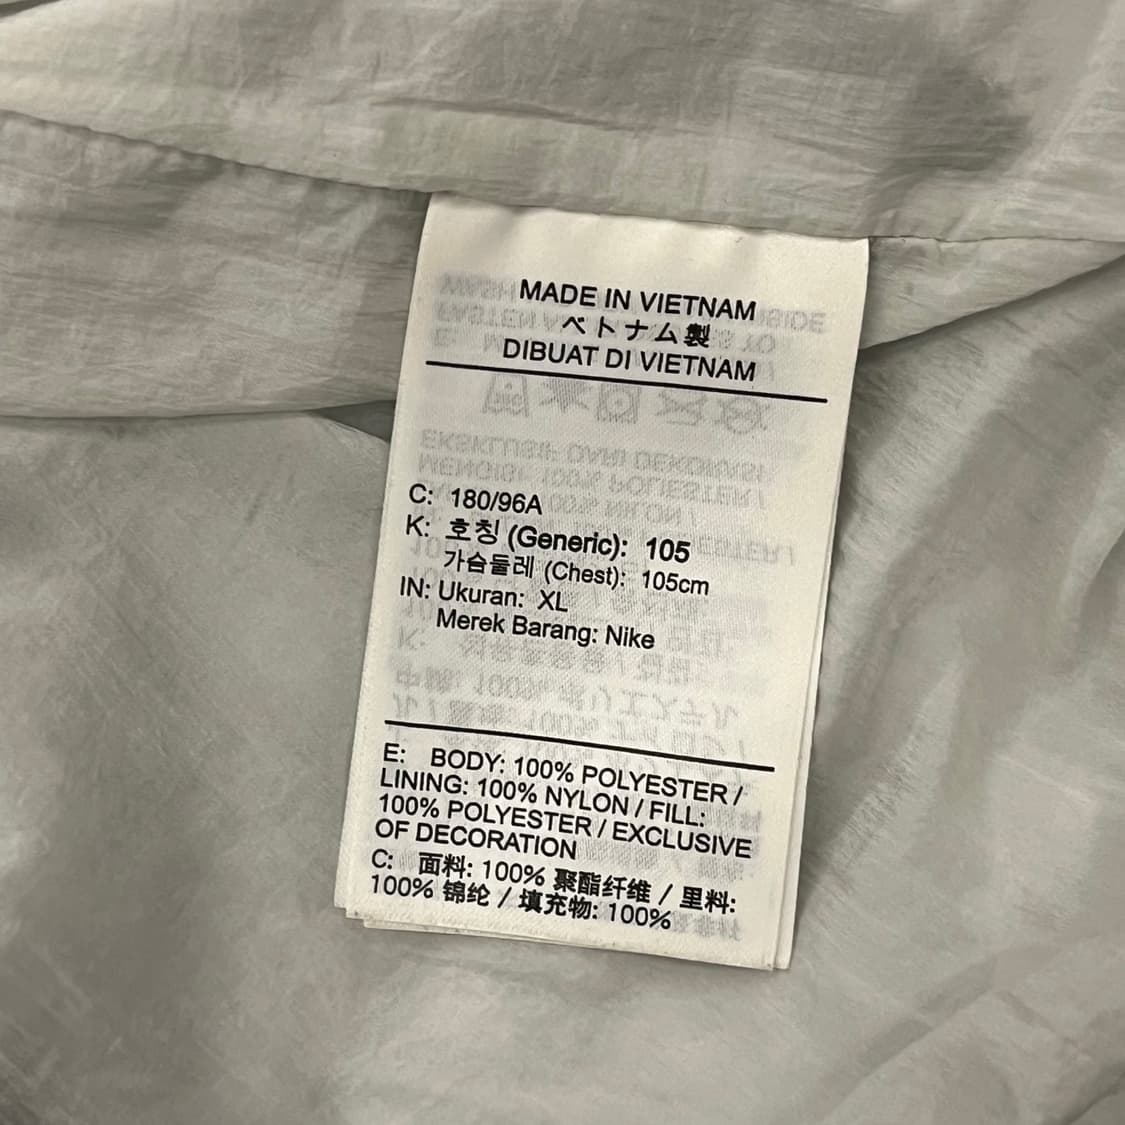 MADE IN VIETNAM
ベトナム製
DIBUAT DI VIETNAM
C: 180/96A
K: 호칭 (Generic): 105
가슴둘레 (Chest): 105cm
IN: Ukuran: XL
Merek Barang: Nike
E: BODY: 100% POLYESTER /
LINING: 100% NYLON / FILL:
100% POLYESTER / EXCLUSIVE
OF DECORATION
C: 面料: 100% 聚酯纤维 / 里料:
100% 锦纶 / 填充物: 100%